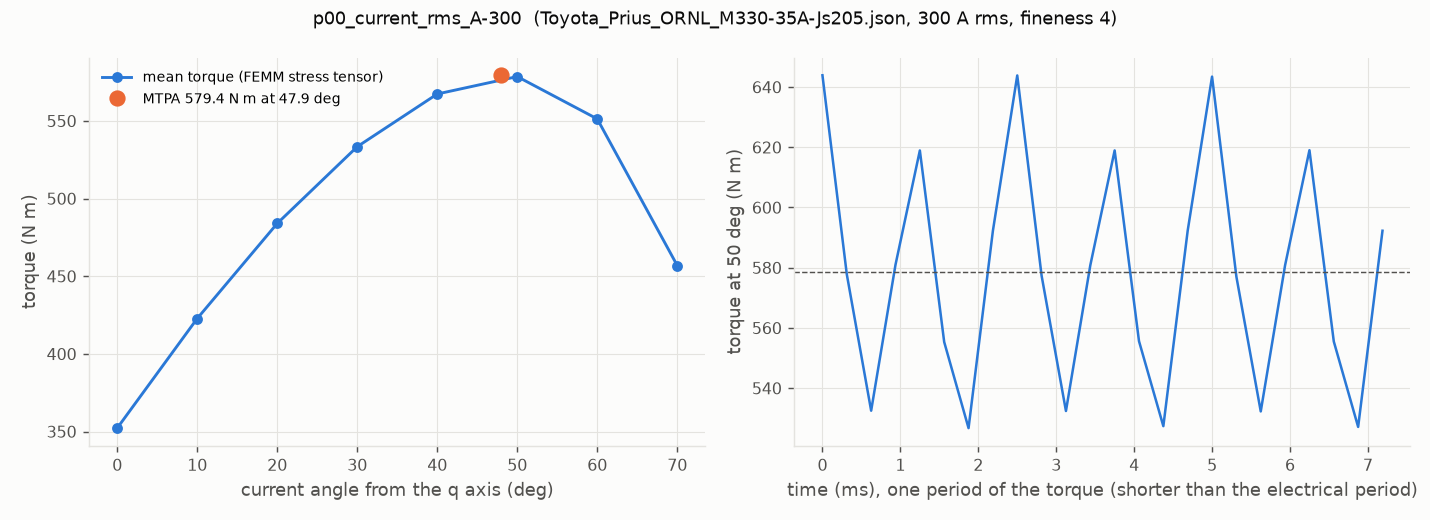 p00_current_rms_A-300  (Toyota_Prius_ORNL_M330-35A-Js205.json, 300 A rms, fineness 4)
mean torque (FEMM stress tensor)
MTPA 579.4 N m at 47.9 deg
torque (N m)
550
500
450
400
350
0 10 20 30 40 50 60 70
current angle from the q axis (deg)
torque at 50 deg (N m)
640
620
600
580
560
540
0 1 2 3 4 5 6 7
time (ms), one period of the torque (shorter than the electrical period)